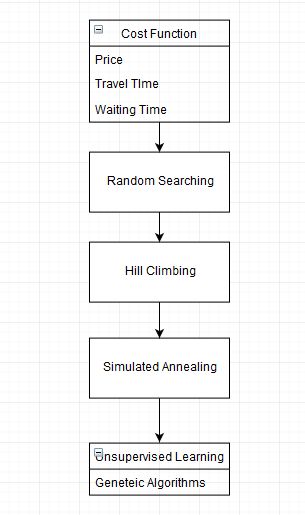 Cost Function
Price
Travel TIme
Waiting Time
Random Searching
Hill Climbing
Simulated Annealing
Unsupervised Learning
Geneteic Algorithms